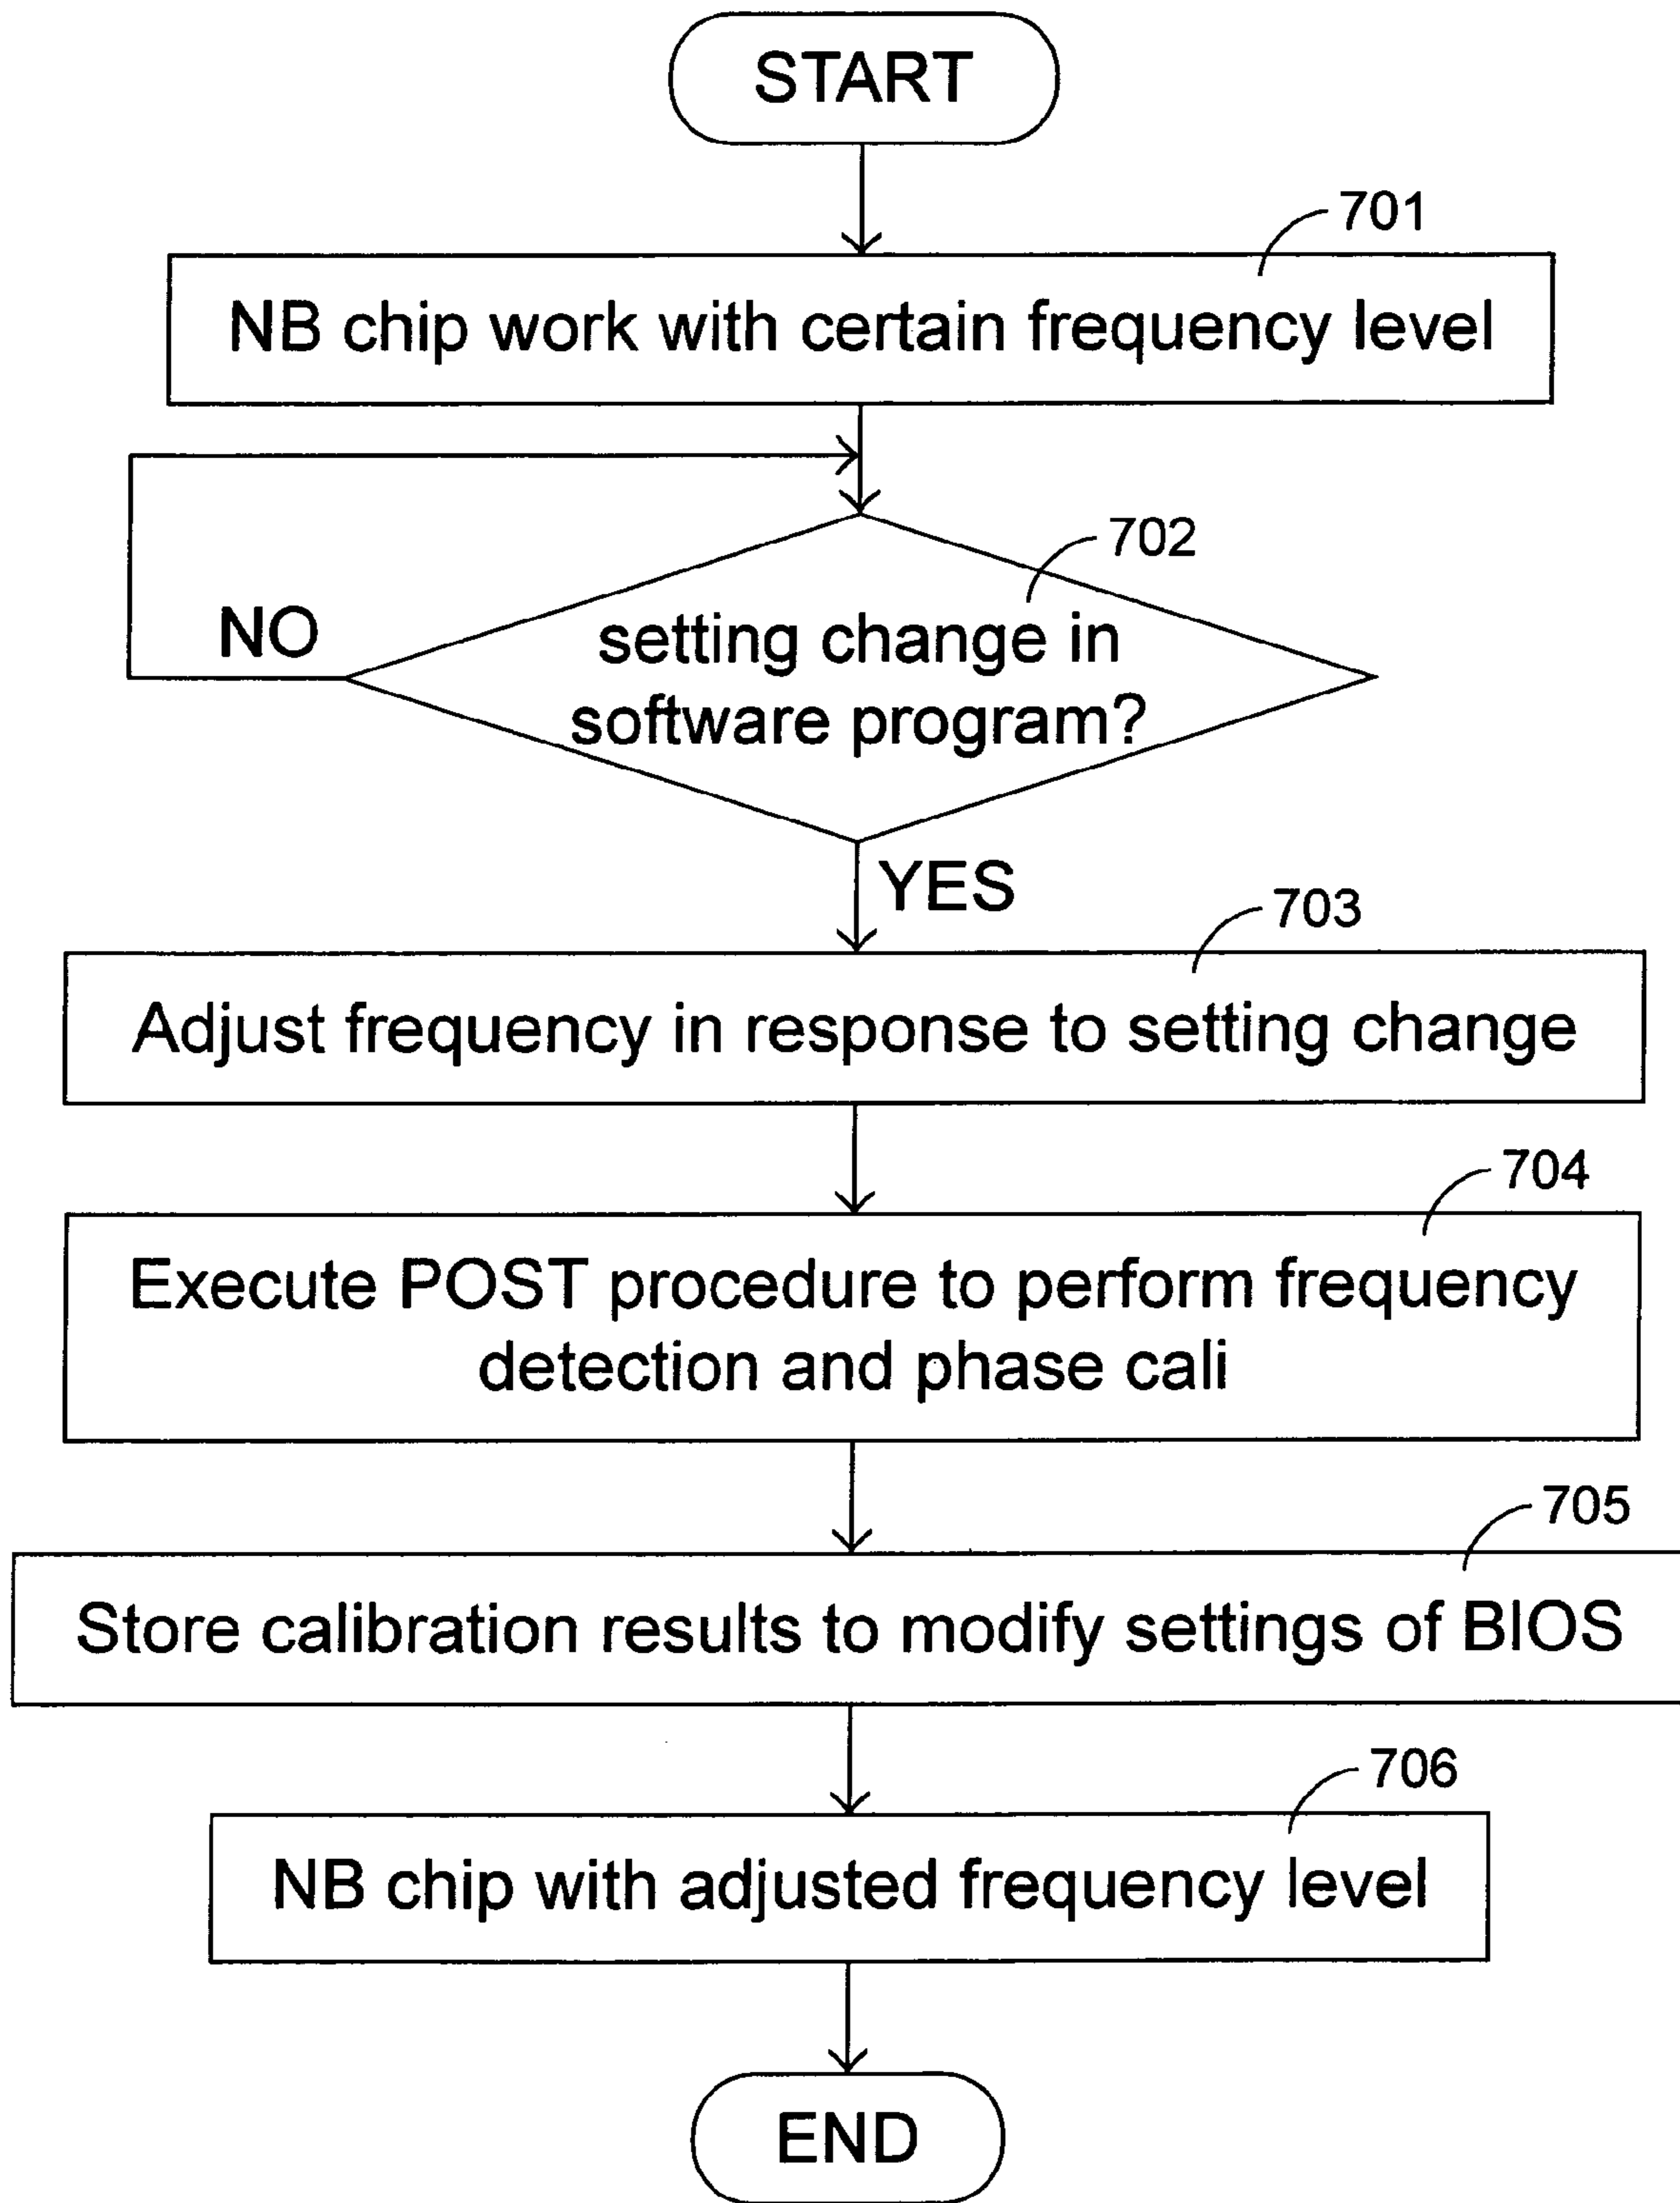 START
701
NB chip work with certain frequency level
702
NO
setting change in
software program?
YES
703
Adjust frequency in response to setting change
704
Execute POST procedure to perform frequency
detection and phase cali
705
Store calibration results to modify settings of BIOS
706
NB chip with adjusted frequency level
END